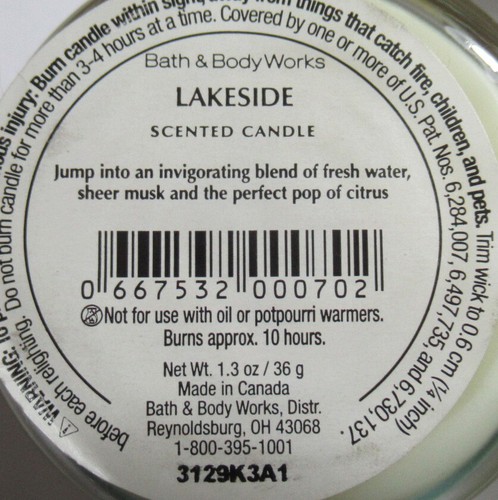 Bath & Body Works
LAKESIDE
SCENTED CANDLE
Jump into an invigorating blend of fresh water,
sheer musk and the perfect pop of citrus
0 667532 000702
Not for use with oil or potpourri warmers.
Burns approx. 10 hours.
Net Wt. 1.3 oz / 36 g
Made in Canada
Bath & Body Works, Distr.
Reynoldsburg, OH 43068
1-800-395-1001
3129K3A1
WARNING: To
injury: Burn candle within sight, away from things that catch fire, children, and pets. Trim wick to 0.6 cm (¼ inch)
before each relighting. Do not burn candle for more than 3-4 hours at a time. Covered by one or more of U.S. Pat. Nos. 6,284,007, 6,497,735, and 6,730,137.